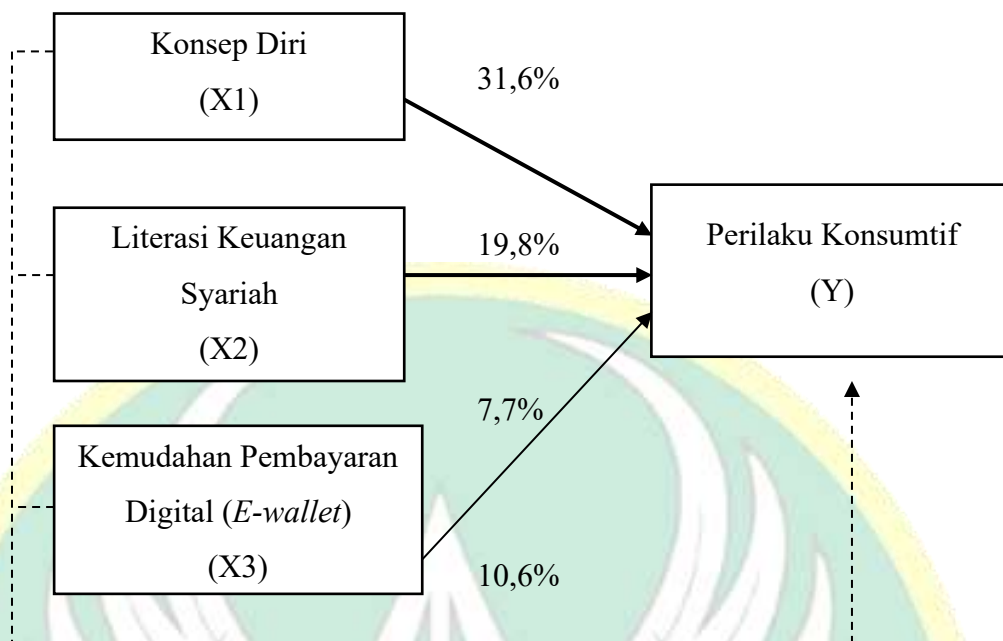 Konsep Diri
(X1)
31,6%
Literasi Keuangan
Syariah
(X2)
19,8%
Perilaku Konsumtif
(Y)
7,7%
Kemudahan Pembayaran
Digital (E-wallet)
(X3)
10,6%